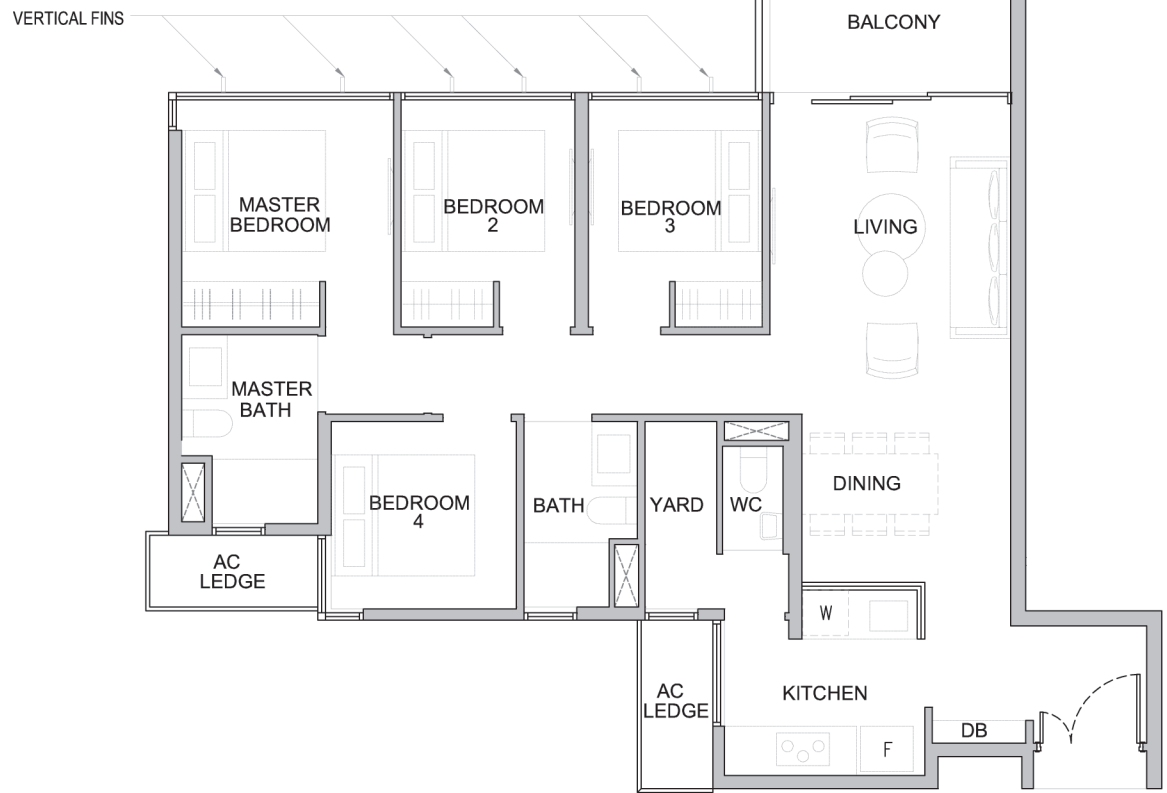 VERTICAL FINS
BALCONY
MASTER
BEDROOM
BEDROOM
2
BEDROOM
3
LIVING
MASTER
BATH
BEDROOM
4
BATH
YARD
WC
DINING
AC
LEDGE
W
AC
LEDGE
KITCHEN
F
DB